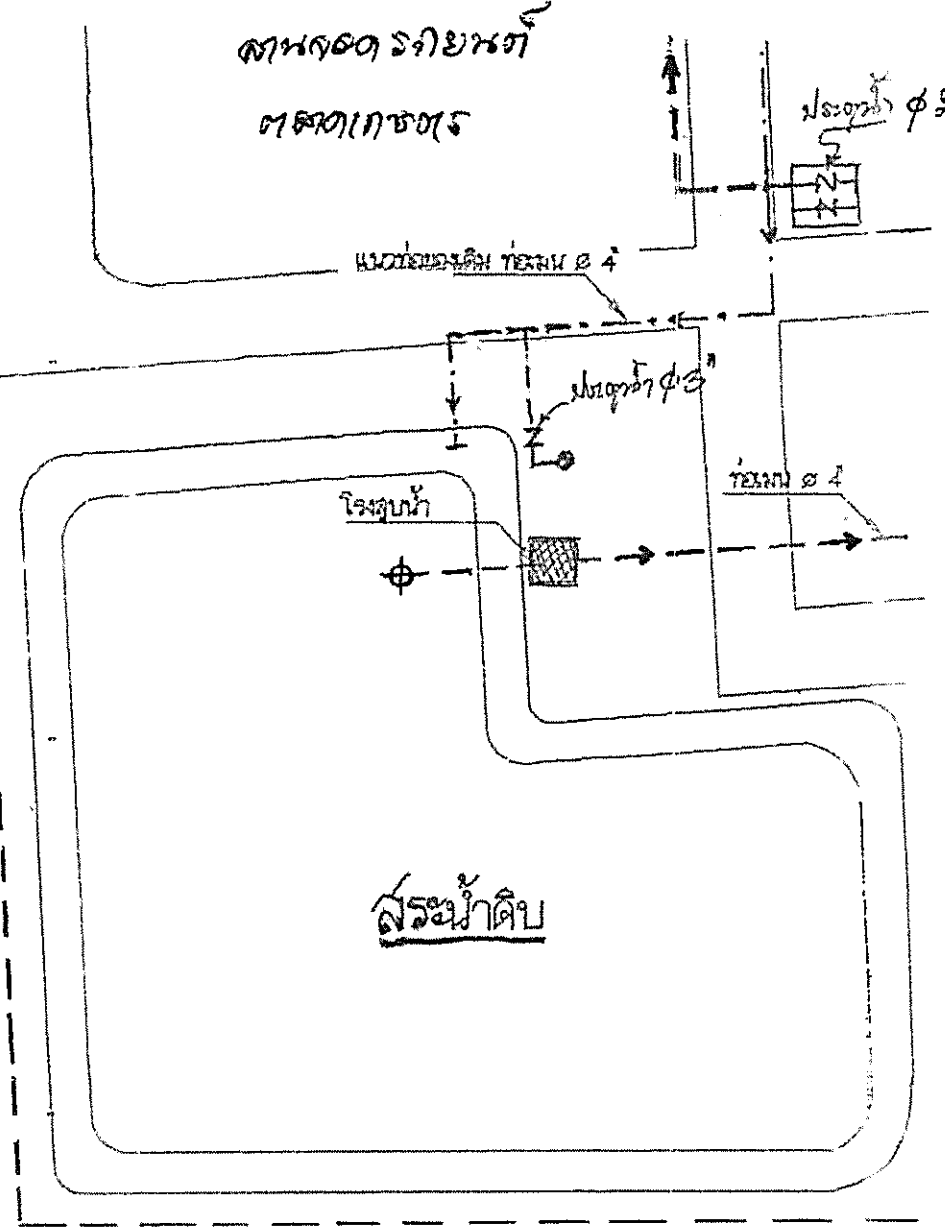 ลานจอดรถยนต์
ตลาดเกษตร
ประตูน้ำ ф 3
แนวท่อของเดิม ท่อเมน ø 4"
ประตูน้ำ ф 3"
ท่อเมน ø 4"
โรงสูบน้ำ
สระน้ำดิบ